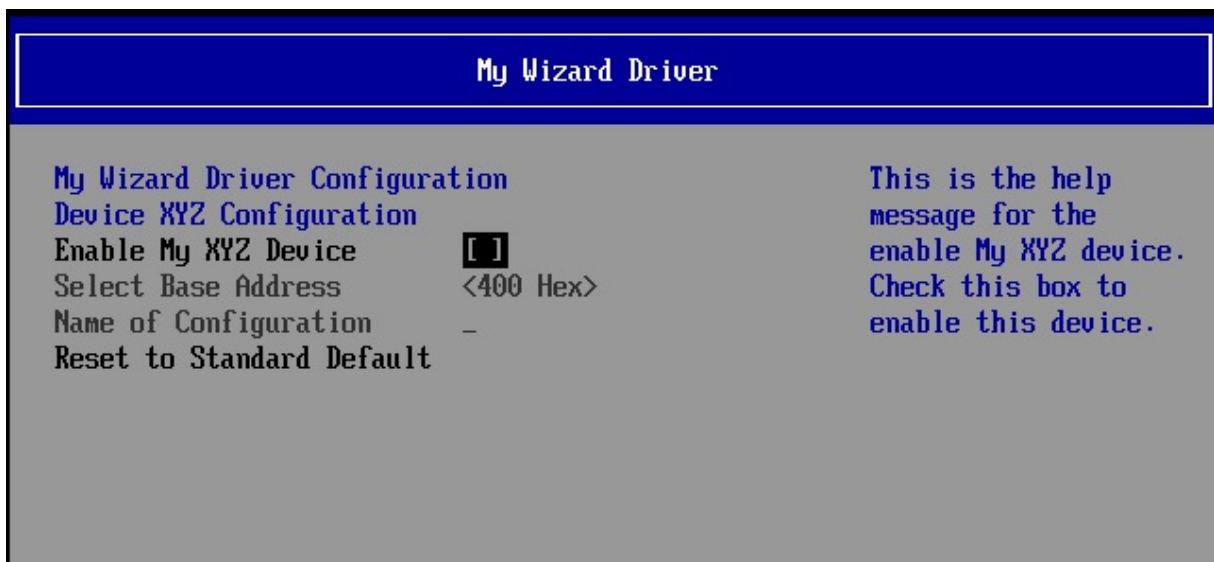 My Wizard Driver
My Wizard Driver Configuration
Device XYZ Configuration
Enable My XYZ Device [ ]
Select Base Address <400 Hex>
Name of Configuration _
Reset to Standard Default
This is the help
message for the
enable My XYZ device.
Check this box to
enable this device.